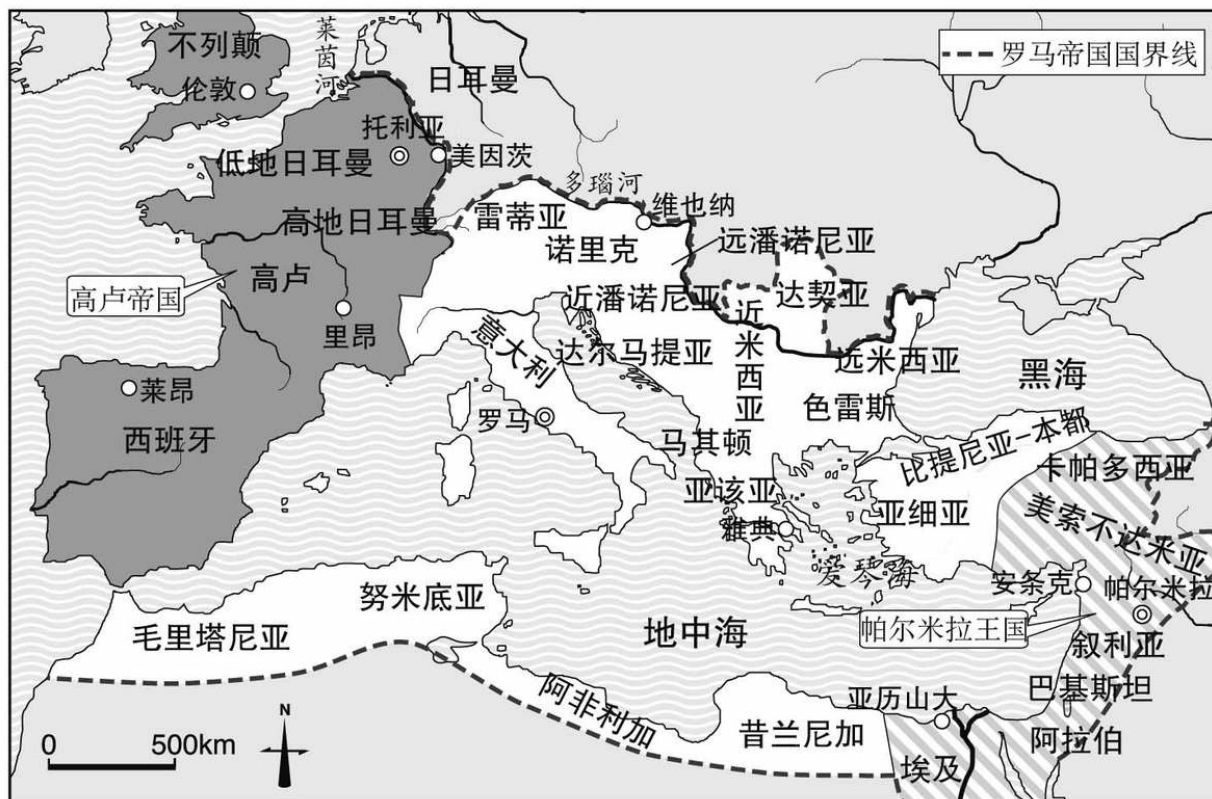 罗马帝国国界线
不列颠
莱茵河
伦敦
日耳曼
托利亚
美因茨
低地日耳曼
高地日耳曼
多瑙河
雷蒂亚
维也纳
诺里克
远潘诺尼亚
高卢帝国
高卢
近潘诺尼亚
达契亚
里昂
意大利
达尔马提亚
近米西亚
远米西亚
黑海
莱昂
西班牙
罗马
色雷斯
马其顿
比提尼亚-本都
卡帕多西亚
亚该亚
亚细亚
美索不达米亚
雅典
爱琴海
安条克
帕尔米拉
努米底亚
毛里塔尼亚
地中海
帕尔米拉王国
叙利亚
巴基斯坦
阿非利加
亚历山大
昔兰尼加
阿拉伯
埃及
N
0 500km